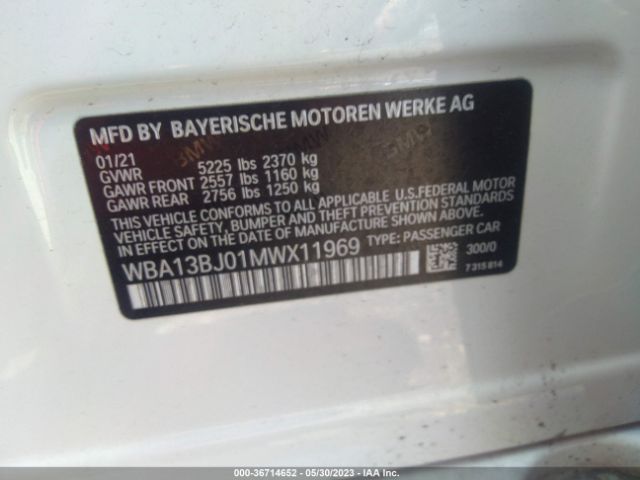 MFD BY BAYERISCHE MOTOREN WERKE AG
01/21
GVWR 5225 lbs 2370 kg
GAWR FRONT 2557 lbs 1160 kg
GAWR REAR 2756 lbs 1250 kg
THIS VEHICLE CONFORMS TO ALL APPLICABLE U.S.FEDERAL MOTOR
VEHICLE SAFETY, BUMPER AND THEFT PREVENTION STANDARDS
IN EFFECT ON THE DATE OF MANUFACTURE SHOWN ABOVE.
WBA13BJ01MWX11969 TYPE: PASSENGER CAR
300/0
7 315 814
000-36714652 - 05/30/2023 - IAA Inc.